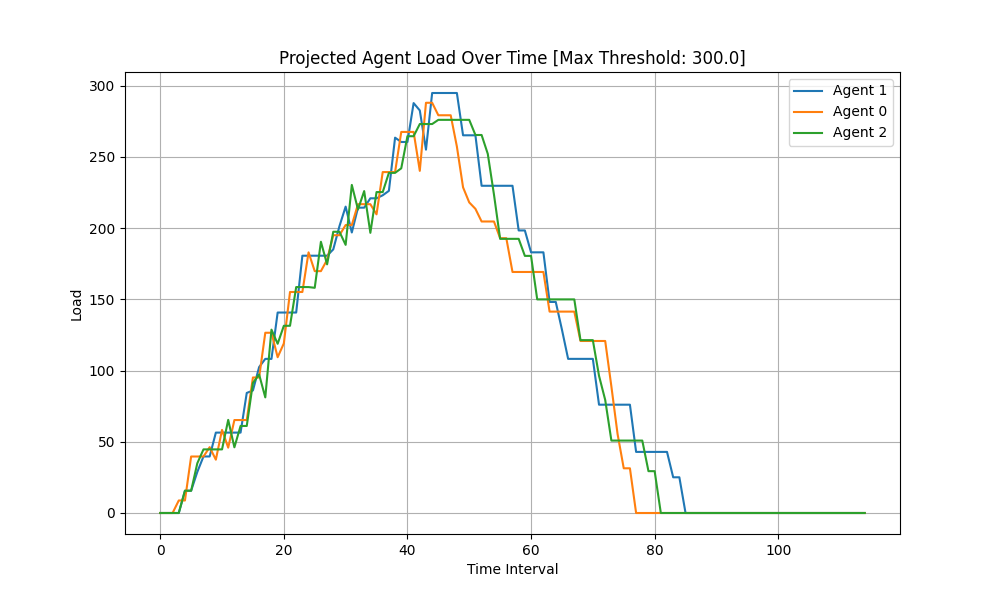 Projected Agent Load Over Time [Max Threshold: 300.0]
Agent 1
Agent 0
Agent 2
Load
300
250
200
150
100
50
0
0 20 40 60 80 100
Time Interval